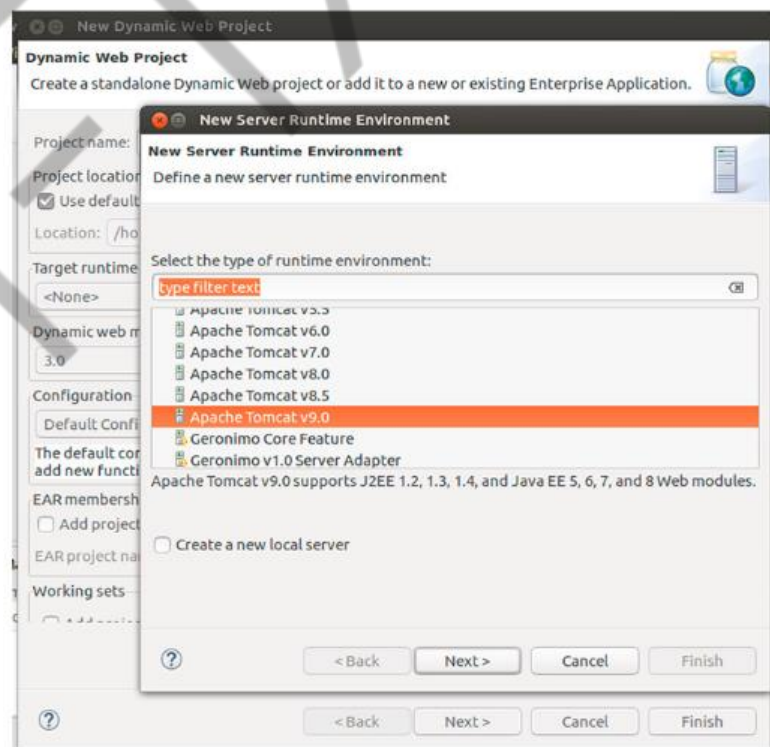 New Dynamic Web Project
Dynamic Web Project
Create a standalone Dynamic Web project or add it to a new or existing Enterprise Application.
New Server Runtime Environment
Project name:
New Server Runtime Environment
Project location
Define a new server runtime environment
Use default
Location: /ho
Select the type of runtime environment:
Target runtime
type filter text
<None>
Apache Tomcat v5.5
Dynamic web m
Apache Tomcat v6.0
Apache Tomcat v7.0
3.0
Apache Tomcat v8.0
Configuration
Apache Tomcat v8.5
Default Confi
Apache Tomcat v9.0
Geronimo Core Feature
The default cor
add new functi
Geronimo v1.0 Server Adapter
Apache Tomcat v9.0 supports J2EE 1.2, 1.3, 1.4, and Java EE 5, 6, 7, and 8 Web modules.
EAR membersh
Add project
Create a new local server
EAR project na
Working sets
< Back Next > Cancel Finish
< Back Next > Cancel Finish